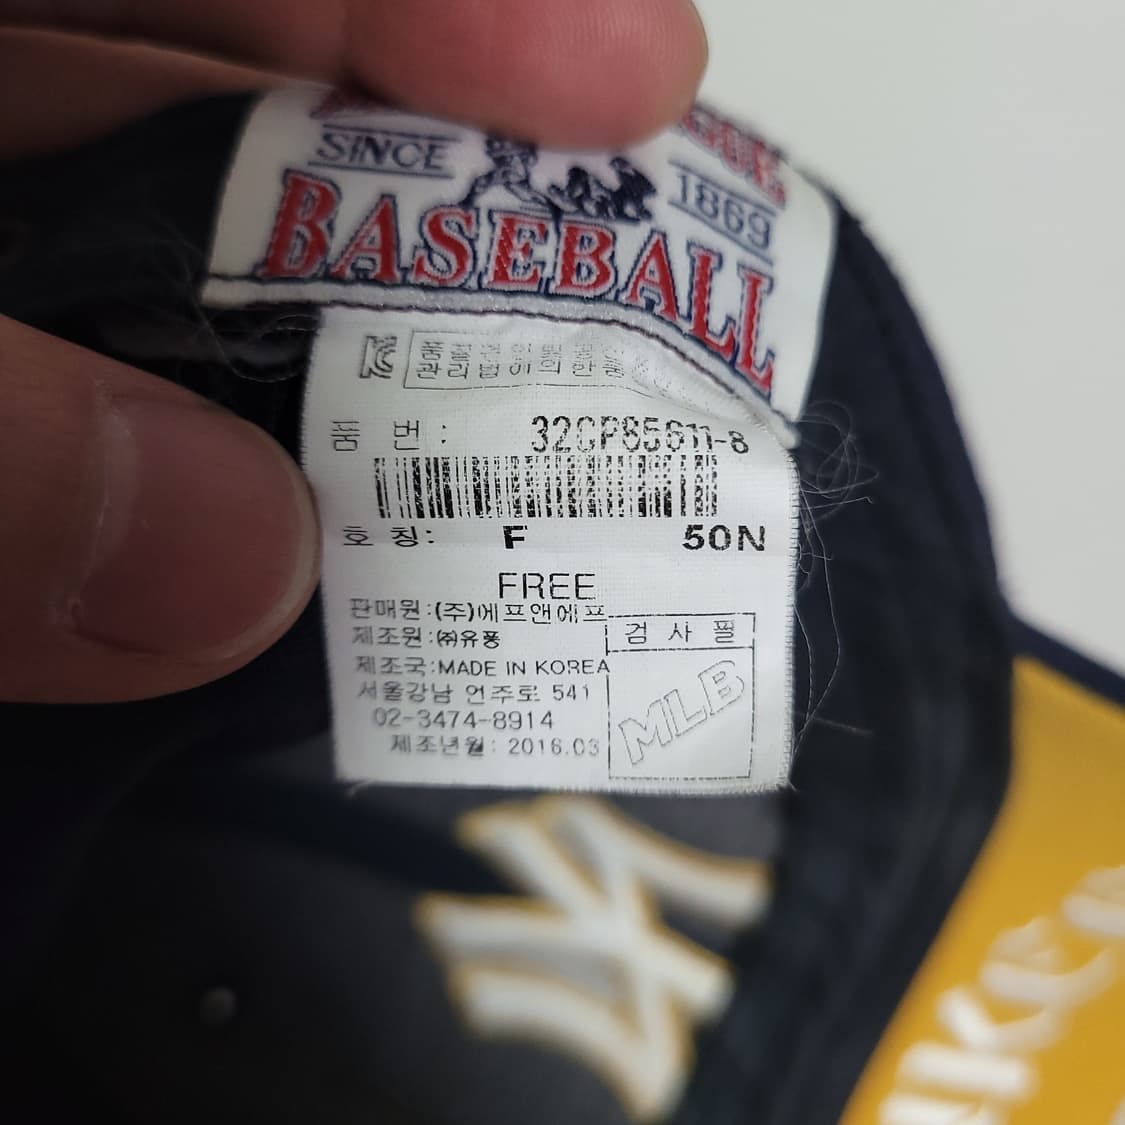 SINCE 1869
BASEBALL
품 번 : 32CP85611-8
호 칭: F 50N
FREE
판매원:(주)에프앤에프
제조원:㈜유풍
검 사 필
제조국:MADE IN KOREA
MLB
서울강남 언주로 541
02-3474-8914
제조년월: 2016.03